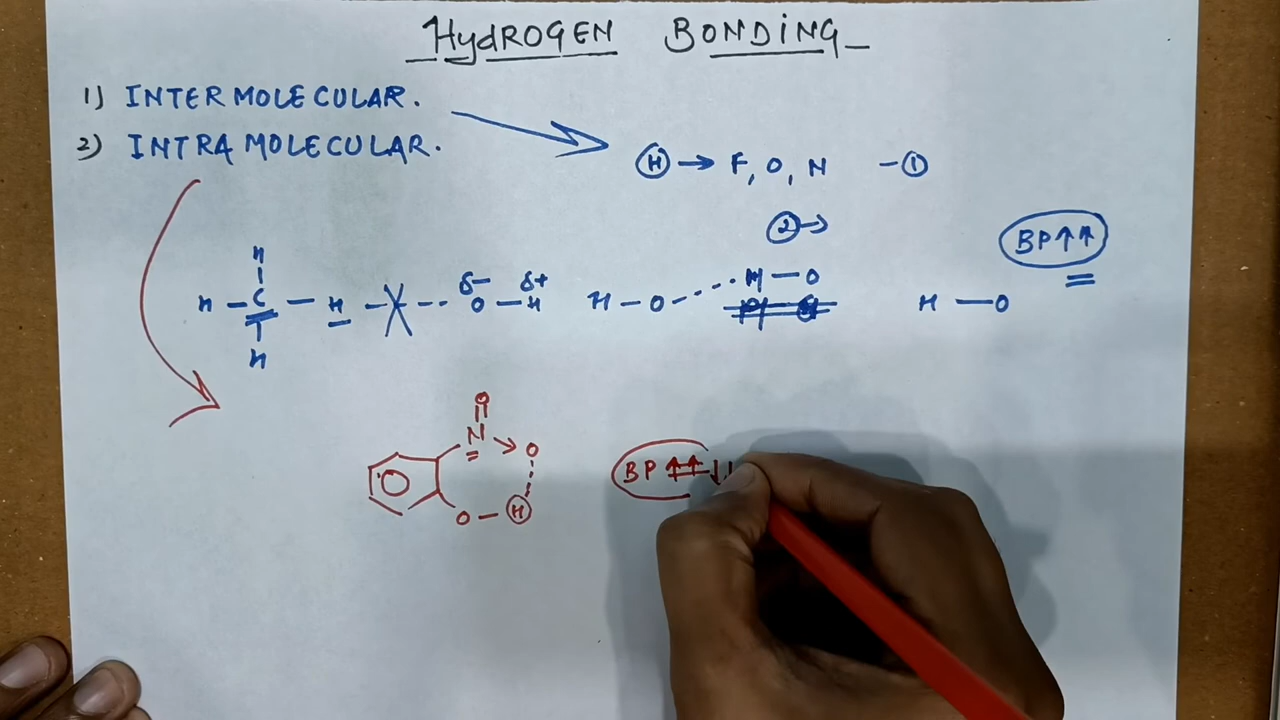 HydROGEN BONDING
1) INTERMOLECULAR.
2) INTRAMOLECULAR.
H → F, O, N - ①
② →
BP ↑↑
H
H - C - H - X --- O - H
δ- δ+
H
H - O --- H - O
H - O
O
N → O
O - H
BP ↑↑ ↓